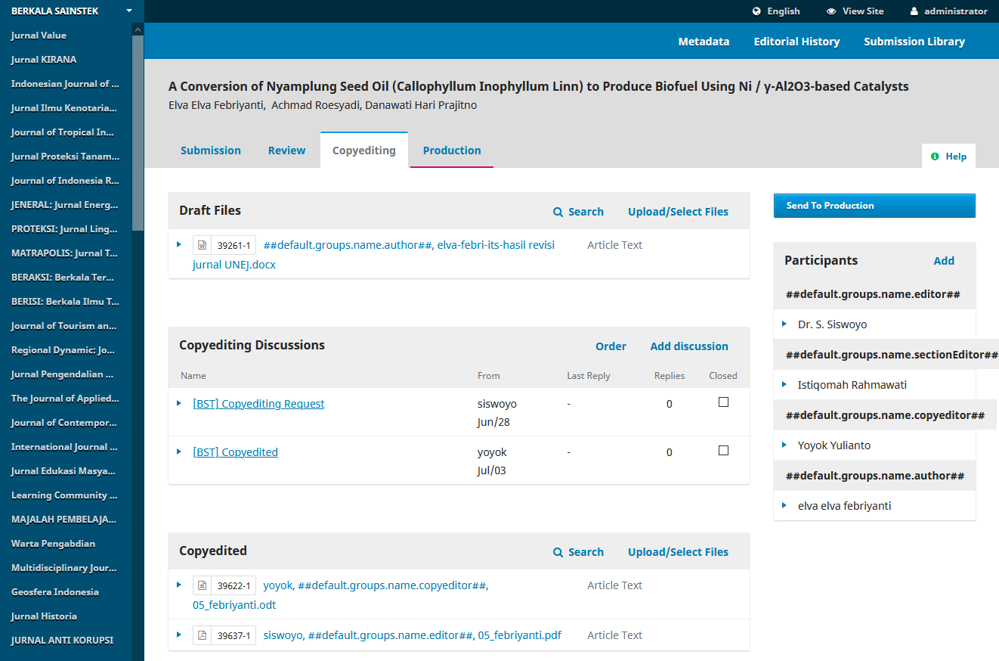 BERKALA SAINSTEK
English
View Site
administrator
Jurnal Value
Jurnal KIRANA
Indonesian Journal of ...
Jurnal Ilmu Kenotaria...
Journal of Tropical In...
Jurnal Proteksi Tanam...
Journal of Indonesia R...
JENERAL: Jurnal Energ...
PROTEKSI: Jurnal Ling...
MATRAPOLIS: Jurnal T...
BERAKSI: Berkala Ter...
BERISI: Berkala Ilmu T...
Journal of Tourism an...
Regional Dynamic: Jo...
Jurnal Pengendalian ...
The Journal of Applied...
Journal of Contempor...
International Journal ...
Jurnal Edukasi Masya...
Learning Community ...
MAJALAH PEMBELAJA...
Warta Pengabdian
Multidisciplinary Jour...
Geosfera Indonesia
Jurnal Historia
JURNAL ANTI KORUPSI
Metadata
Editorial History
Submission Library
A Conversion of Nyamplung Seed Oil (Callophyllum Inophyllum Linn) to Produce Biofuel Using Ni / γ-Al2O3-based Catalysts
Elva Elva Febriyanti, Achmad Roesyadi, Danawati Hari Prajitno
Submission
Review
Copyediting
Production
Help
Draft Files
Search
Upload/Select Files
39261-1 ##default.groups.name.author##, elva-febri-its-hasil revisi
jurnal UNEJ.docx
Article Text
Copyediting Discussions
Order
Add discussion
Name From Last Reply Replies Closed
[BST] Copyediting Request siswoyo - 0
Jun/28
[BST] Copyedited yoyok - 0
Jul/03
Copyedited
Search
Upload/Select Files
39622-1 yoyok, ##default.groups.name.copyeditor##,
05_febriyanti.odt
Article Text
39637-1 siswoyo, ##default.groups.name.editor##, 05_febriyanti.pdf
Article Text
Send To Production
Participants
Add
##default.groups.name.editor##
Dr. S. Siswoyo
##default.groups.name.sectionEditor##
Istiqomah Rahmawati
##default.groups.name.copyeditor##
Yoyok Yulianto
##default.groups.name.author##
elva elva febriyanti